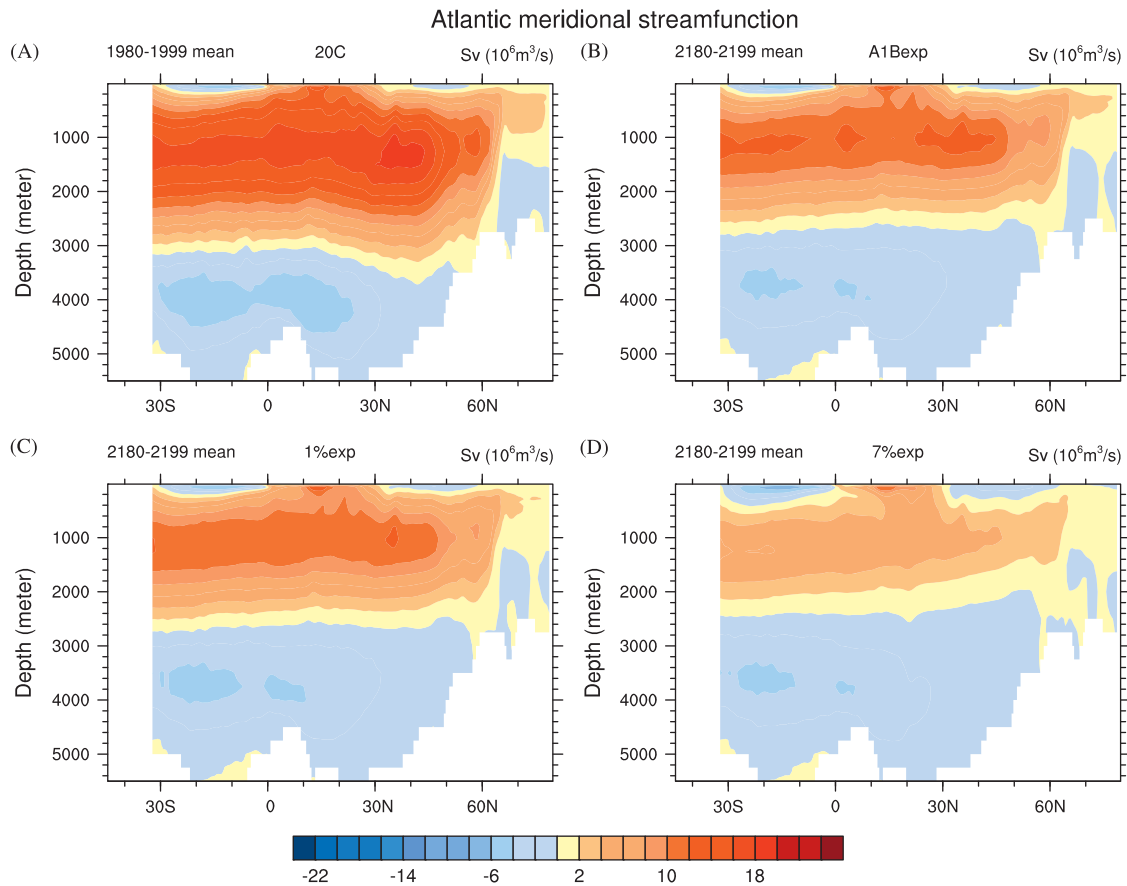 Atlantic meridional streamfunction
(A) 1980-1999 mean 20C Sv (10⁶m³/s)
(B) 2180-2199 mean A1Bexp Sv (10⁶m³/s)
Depth (meter)
1000
2000
3000
4000
5000
30S 0 30N 60N
Depth (meter)
1000
2000
3000
4000
5000
30S 0 30N 60N
(C) 2180-2199 mean 1%exp Sv (10⁶m³/s)
(D) 2180-2199 mean 7%exp Sv (10⁶m³/s)
Depth (meter)
1000
2000
3000
4000
5000
30S 0 30N 60N
Depth (meter)
1000
2000
3000
4000
5000
30S 0 30N 60N
-22 -14 -6 2 10 18